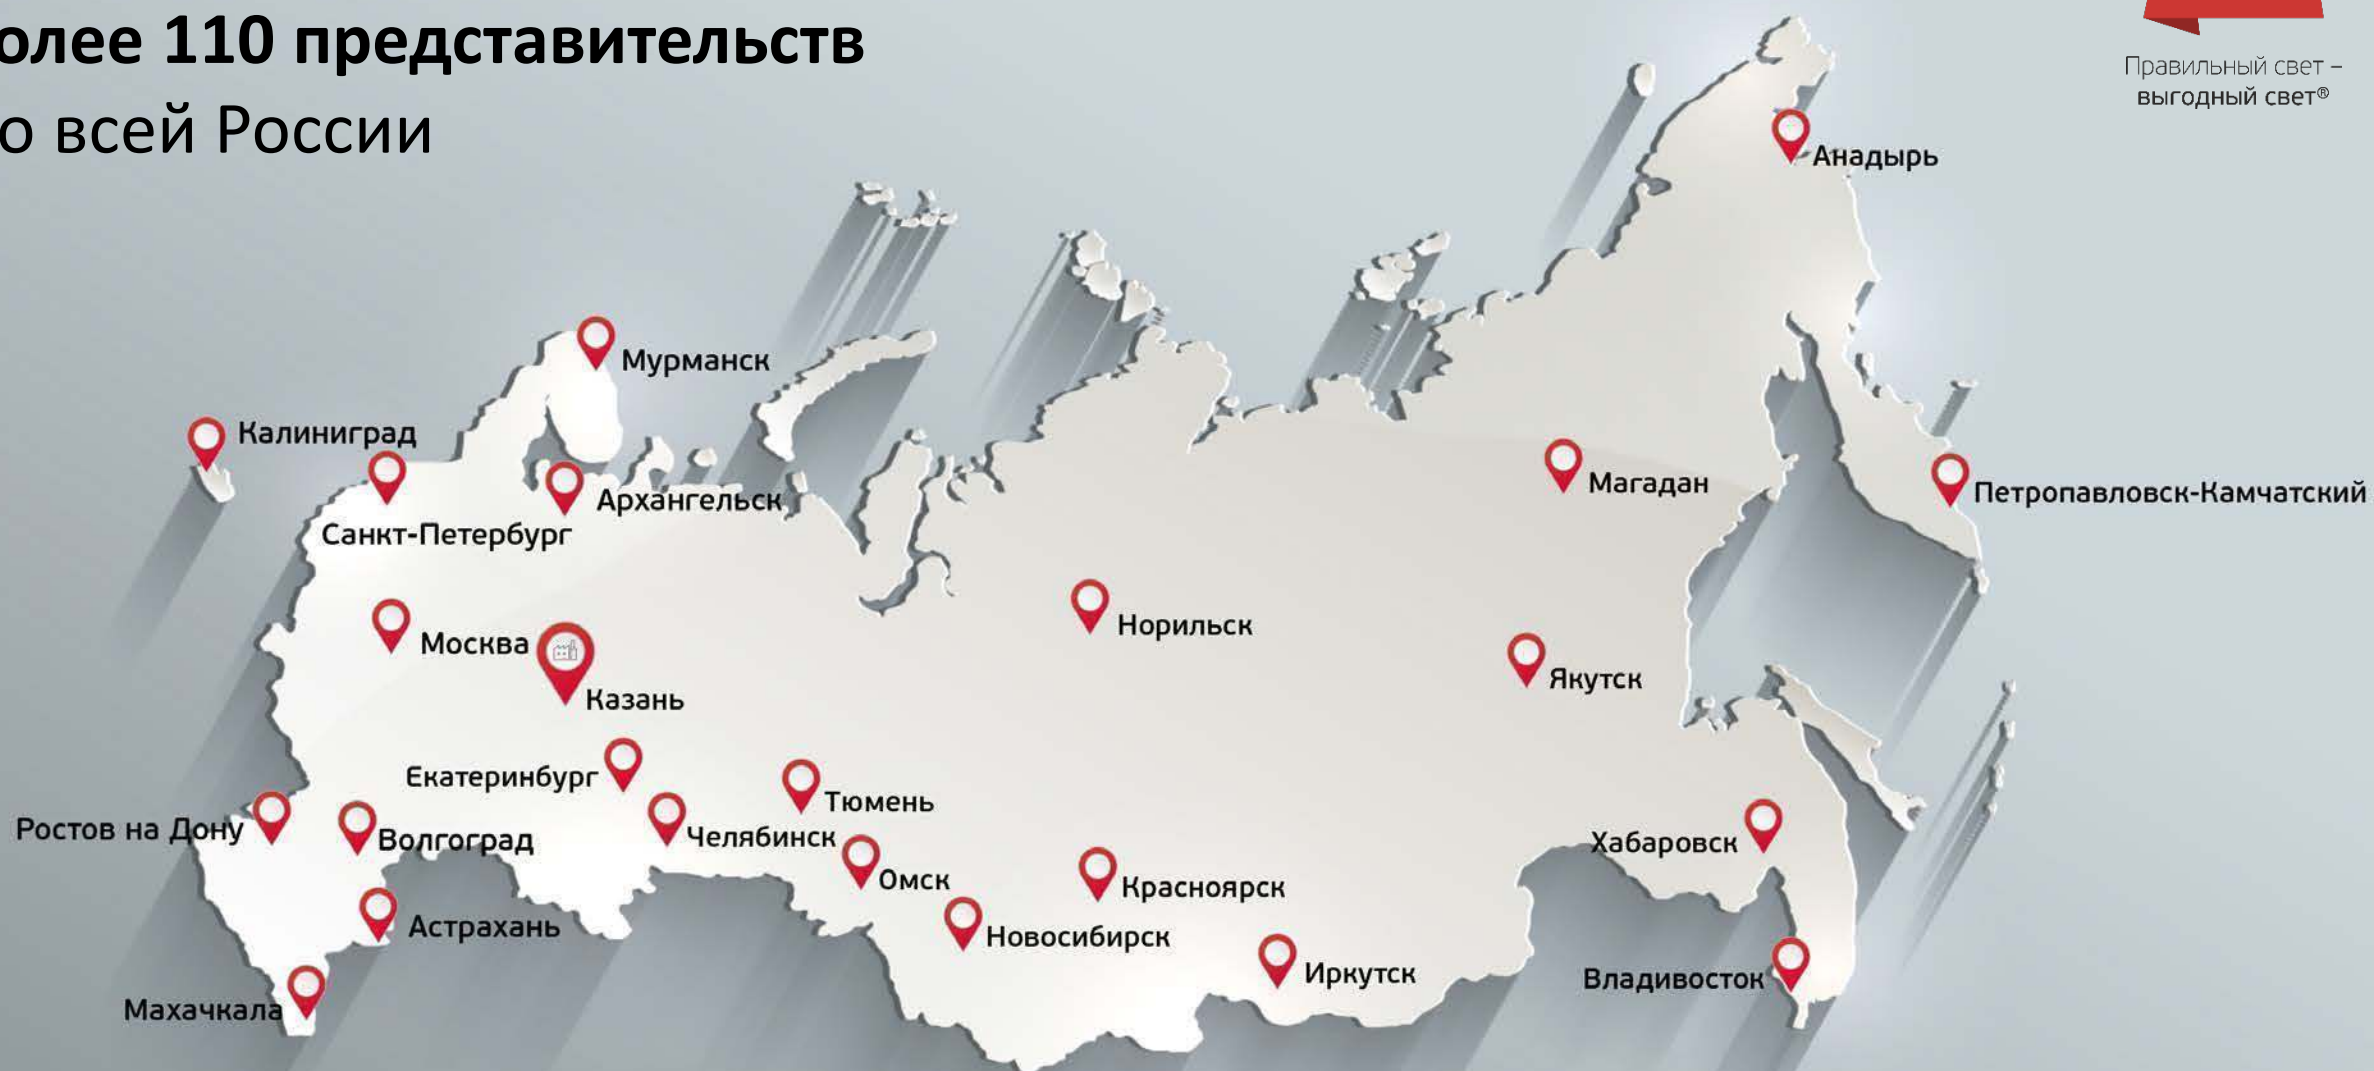 олее 110 представительств
о всей России
Правильный свет –
выгодный свет®
Анадырь
Мурманск
Калиниград
Архангельск
Санкт-Петербург
Магадан
Петропавловск-Камчатский
Норильск
Москва
Казань
Якутск
Екатеринбург
Тюмень
Ростов на Дону
Волгоград
Челябинск
Хабаровск
Омск
Красноярск
Астрахань
Новосибирск
Иркутск
Владивосток
Махачкала